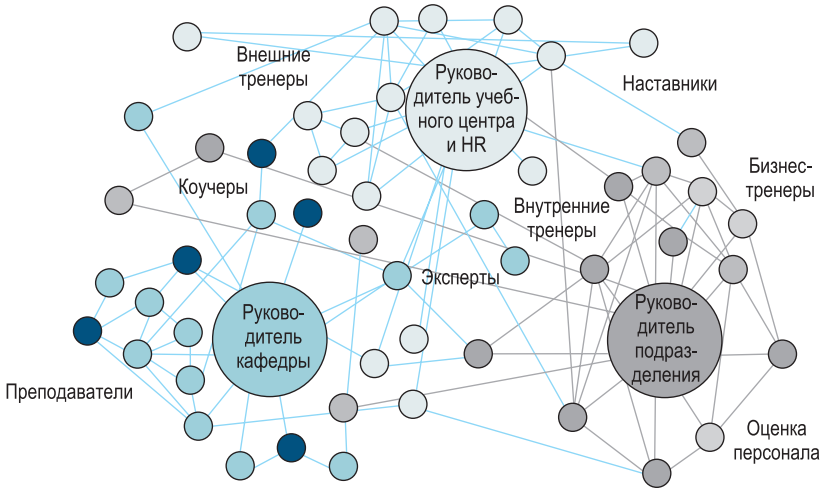 Внешние
тренеры
Руково-
дитель учеб-
ного центра
и HR
Наставники
Бизнес-
тренеры
Коучеры
Внутренние
тренеры
Эксперты
Руково-
дитель
кафедры
Руково-
дитель
подраз-
деления
Преподаватели
Оценка
персонала